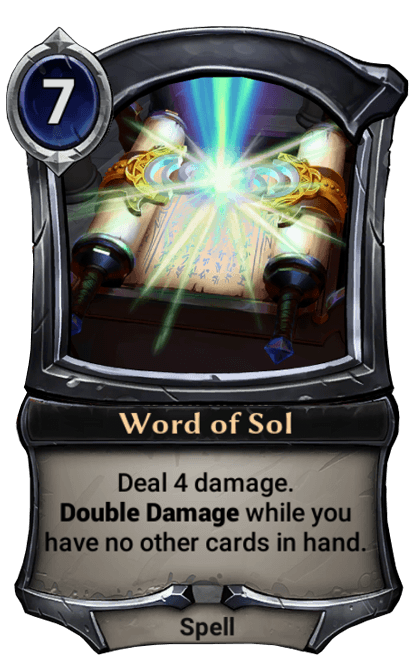 7
Word of Sol
Deal 4 damage.
Double Damage while you
have no other cards in hand.
Spell